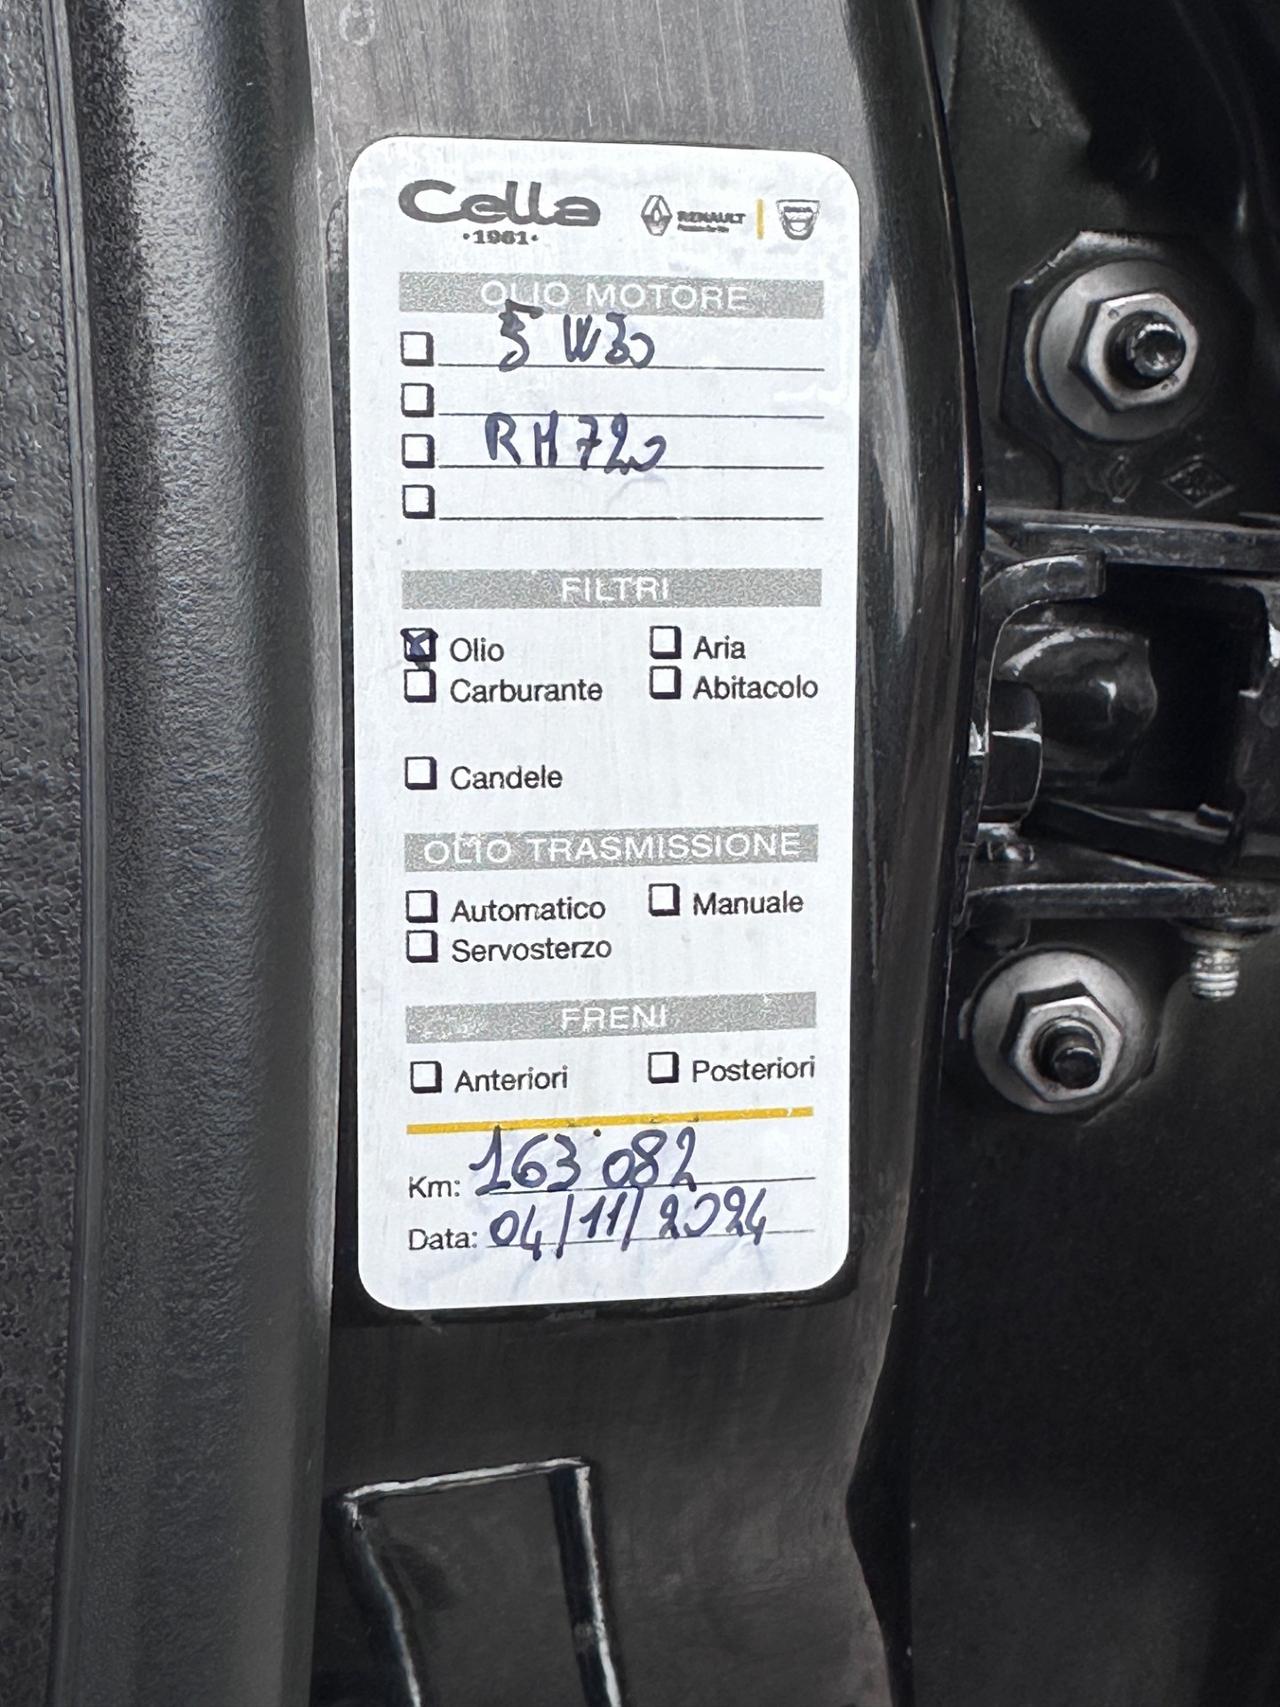 Cella
•1961•
RENAULT
OLIO MOTORE
5 W30
RN720
FILTRI
Olio
Aria
Carburante
Abitacolo
Candele
OLIO TRASMISSIONE
Automatico
Manuale
Servosterzo
FRENI
Anteriori
Posteriori
Km: 163.082
Data: 04/11/2024